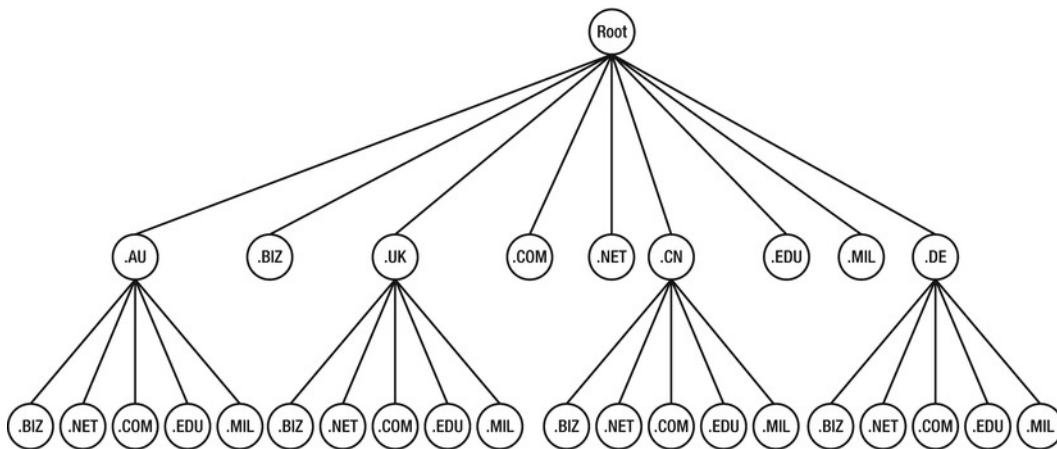 Root
.AU .BIZ .UK .COM .NET .CN .EDU .MIL .DE
.BIZ .NET .COM .EDU .MIL .BIZ .NET .COM .EDU .MIL .BIZ .NET .COM .EDU .MIL .BIZ .NET .COM .EDU .MIL